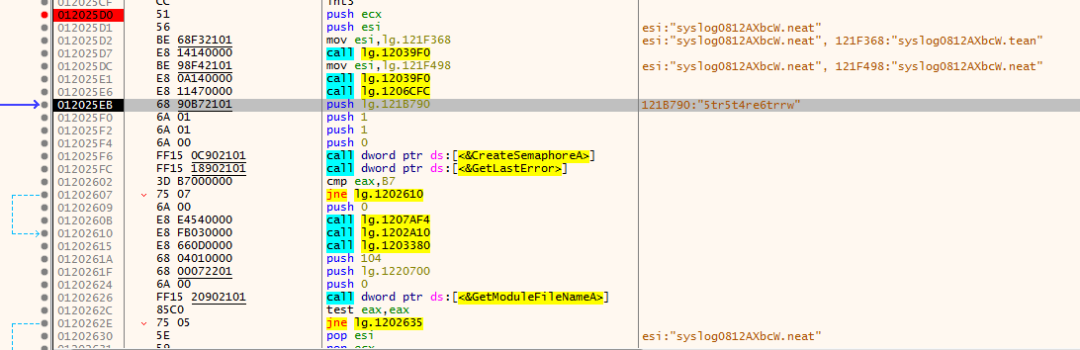 012025CF CC int3
012025D0 51 push ecx
012025D1 56 push esi esi:"syslog0812AXbcW.neat"
012025D2 BE 68F32101 mov esi,lg.121F368 esi:"syslog0812AXbcW.neat", 121F368:"syslog0812AXbcW.tean"
012025D7 E8 14140000 call lg.12039F0
012025DC BE 98F42101 mov esi,lg.121F498 esi:"syslog0812AXbcW.neat", 121F498:"syslog0812AXbcW.neat"
012025E1 E8 0A140000 call lg.12039F0
012025E6 E8 11470000 call lg.1206CFC
012025EB 68 90B72101 push lg.121B790 121B790:"5tr5t4re6trrw"
012025F0 6A 01 push 1
012025F2 6A 01 push 1
012025F4 6A 00 push 0
012025F6 FF15 0C902101 call dword ptr ds:[<&CreateSemaphoreA>]
012025FC FF15 18902101 call dword ptr ds:[<&GetLastError>]
01202602 3D B7000000 cmp eax,B7
01202607 75 07 jne lg.1202610
01202609 6A 00 push 0
0120260B E8 E4540000 call lg.1207AF4
01202610 E8 FB030000 call lg.1202A10
01202615 E8 660D0000 call lg.1203380
0120261A 68 04010000 push 104
0120261F 68 00072201 push lg.1220700
01202624 6A 00 push 0
01202626 FF15 20902101 call dword ptr ds:[<&GetModuleFileNameA>]
0120262C 85C0 test eax,eax
0120262E 75 05 jne lg.1202635
01202630 5E pop esi esi:"syslog0812AXbcW.neat"